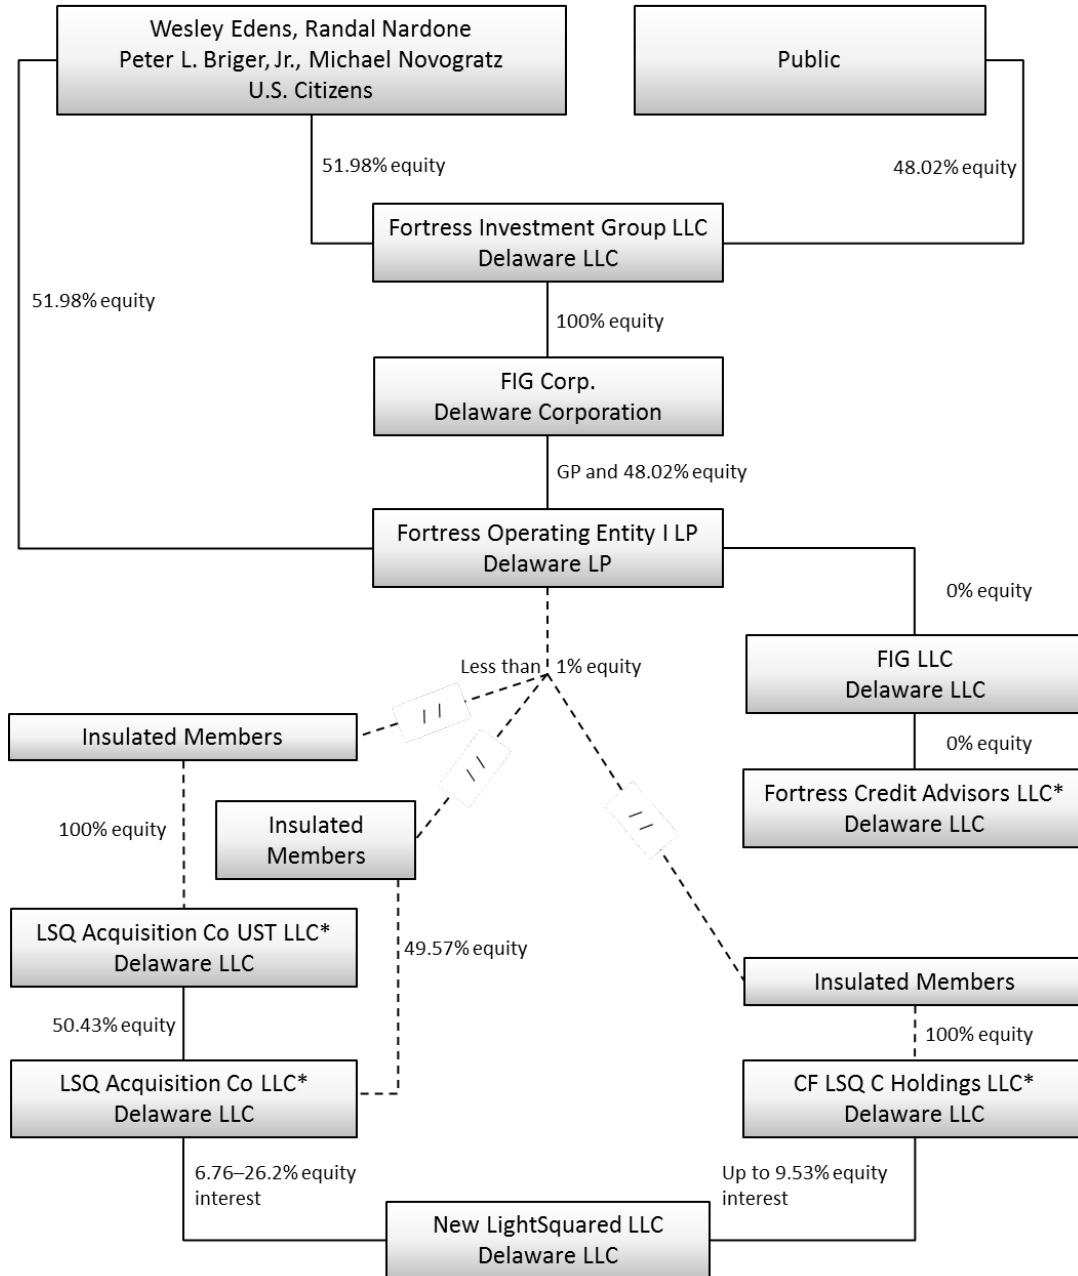 Wesley Edens, Randal Nardone
Peter L. Briger, Jr., Michael Novogratz
U.S. Citizens
Public
51.98% equity
48.02% equity
Fortress Investment Group LLC
Delaware LLC
51.98% equity
100% equity
FIG Corp.
Delaware Corporation
GP and 48.02% equity
Fortress Operating Entity I LP
Delaware LP
0% equity
FIG LLC
Delaware LLC
Less than 1% equity
Insulated Members
0% equity
Fortress Credit Advisors LLC*
Delaware LLC
100% equity
Insulated
Members
LSQ Acquisition Co UST LLC*
Delaware LLC
49.57% equity
Insulated Members
50.43% equity
100% equity
LSQ Acquisition Co LLC*
Delaware LLC
CF LSQ C Holdings LLC*
Delaware LLC
6.76–26.2% equity
interest
Up to 9.53% equity
interest
New LightSquared LLC
Delaware LLC